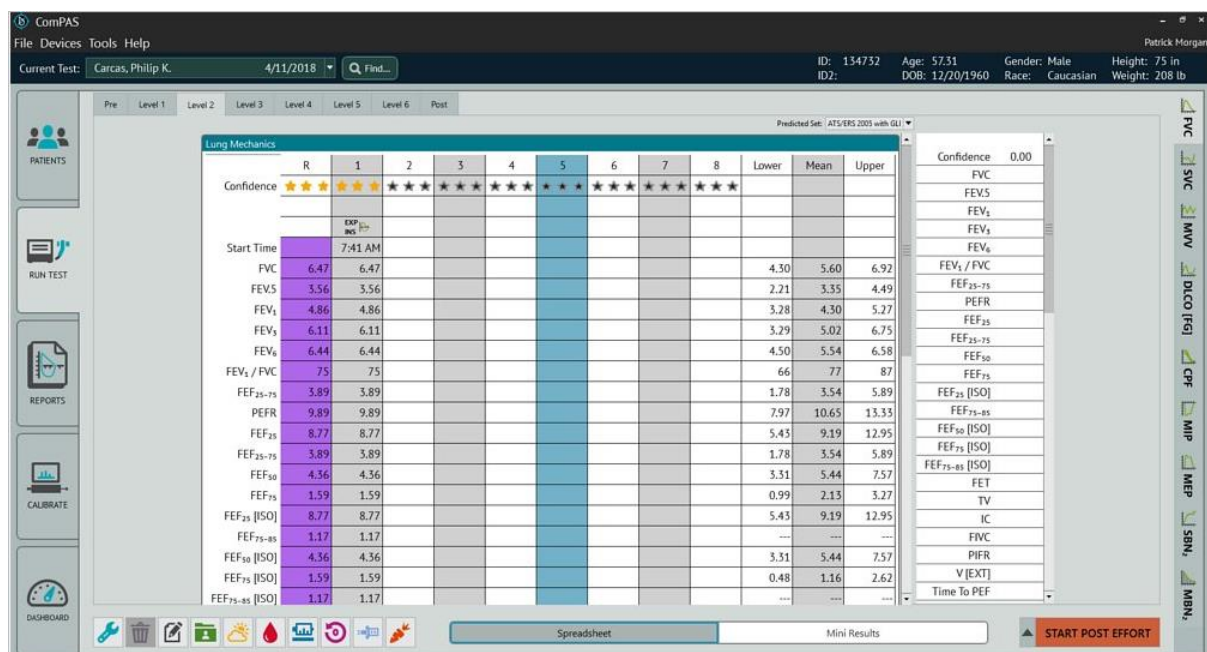 ComPAS
File Devices Tools Help
Patrick Morgan
Current Test: Carcas, Philip K. 4/11/2018 Find...
ID: 134732 Age: 57.31 Gender: Male Height: 75 in
ID2: DOB: 12/20/1960 Race: Caucasian Weight: 208 lb
Pre Level 1 Level 2 Level 3 Level 4 Level 5 Level 6 Post
Predicted Set: ATS/ERS 2005 with GLI
Lung Mechanics
R 1 2 3 4 5 6 7 8 Lower Mean Upper
Confidence
EXP
INS
Start Time 7:41 AM
FVC 6.47 6.47 4.30 5.60 6.92
FEV.5 3.56 3.56 2.21 3.35 4.49
FEV₁ 4.86 4.86 3.28 4.30 5.27
FEV₃ 6.11 6.11 3.29 5.02 6.75
FEV₆ 6.44 6.44 4.50 5.54 6.58
FEV₁ / FVC 75 75 66 77 87
FEF₂₅₋₇₅ 3.89 3.89 1.78 3.54 5.89
PEFR 9.89 9.89 7.97 10.65 13.33
FEF₂₅ 8.77 8.77 5.43 9.19 12.95
FEF₂₅₋₇₅ 3.89 3.89 1.78 3.54 5.89
FEF₅₀ 4.36 4.36 3.31 5.44 7.57
FEF₇₅ 1.59 1.59 0.99 2.13 3.27
FEF₂₅ [ISO] 8.77 8.77 5.43 9.19 12.95
FEF₇₅₋₈₅ 1.17 1.17 --- --- ---
FEF₅₀ [ISO] 4.36 4.36 3.31 5.44 7.57
FEF₇₅ [ISO] 1.59 1.59 0.48 1.16 2.62
FEF₇₅₋₈₅ [ISO] 1.17 1.17 --- --- ---
Confidence 0.00
FVC
FEV.5
FEV₁
FEV₃
FEV₆
FEV₁ / FVC
FEF₂₅₋₇₅
PEFR
FEF₂₅
FEF₂₅₋₇₅
FEF₅₀
FEF₇₅
FEF₂₅ [ISO]
FEF₇₅₋₈₅
FEF₅₀ [ISO]
FEF₇₅ [ISO]
FEF₇₅₋₈₅ [ISO]
FET
TV
IC
FIVC
PIFR
V [EXT]
Time To PEF
PATIENTS
RUN TEST
REPORTS
CALIBRATE
DASHBOARD
FVC
SVC
MVV
DLCO [FG]
CPF
MIP
MEP
SBN₂
MBN₂
Spreadsheet
Mini Results
START POST EFFORT